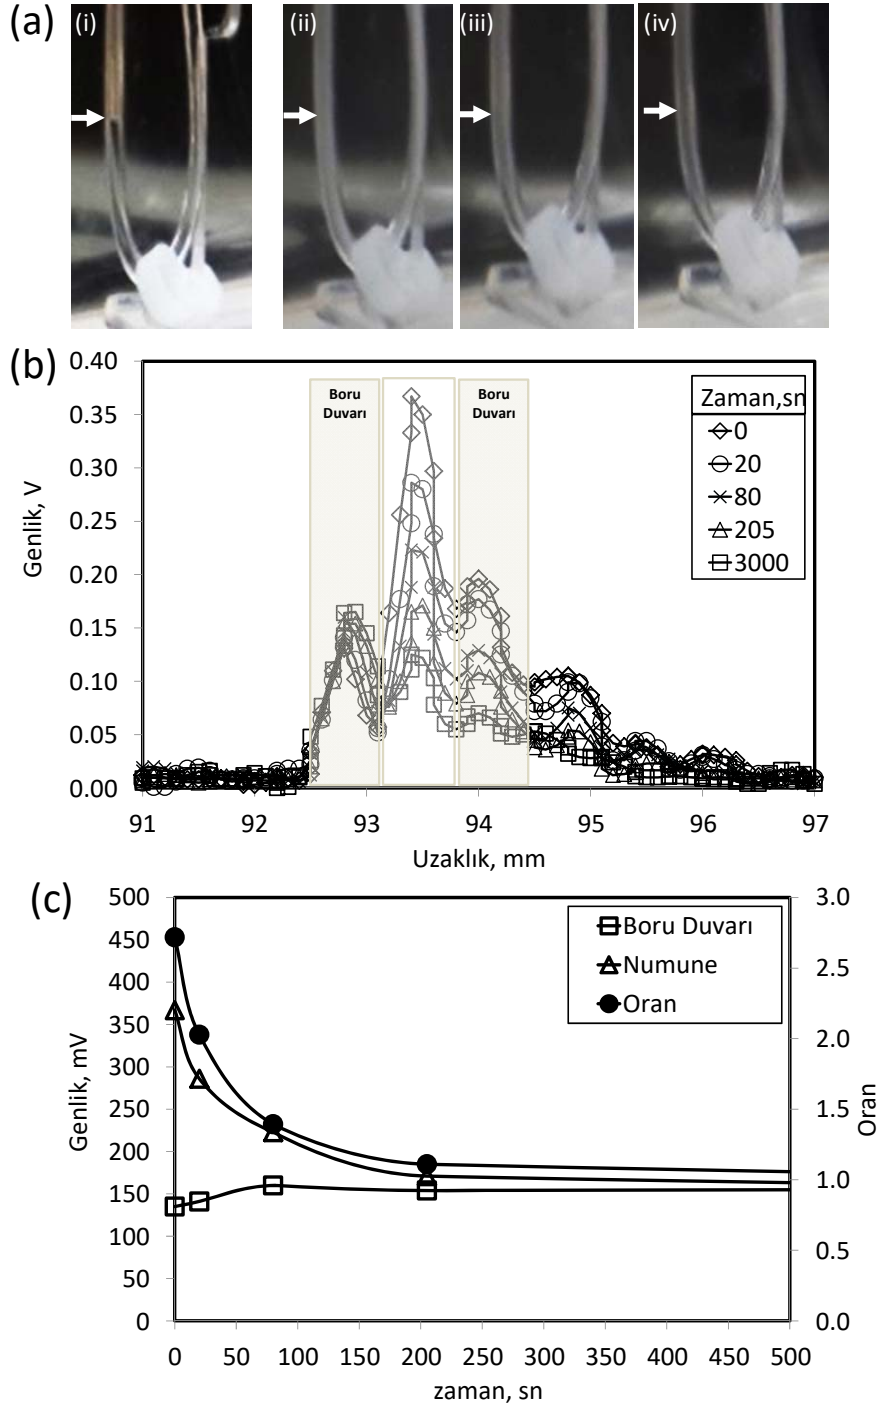 (a)
(i)
(ii)
(iii)
(iv)
(b)
0.40
0.35
0.30
0.25
0.20
0.15
0.10
0.05
0.00
Genlik, V
Boru
Duvarı
Boru
Duvarı
Zaman,sn
0
20
80
205
3000
91
92
93
94
95
96
97
Uzaklık, mm
(c)
500
450
400
350
300
250
200
150
100
50
0
Genlik, mV
Boru Duvarı
Numune
Oran
3.0
2.5
2.0
1.5
1.0
0.5
0.0
Oran
0
50
100
150
200
250
300
350
400
450
500
zaman, sn